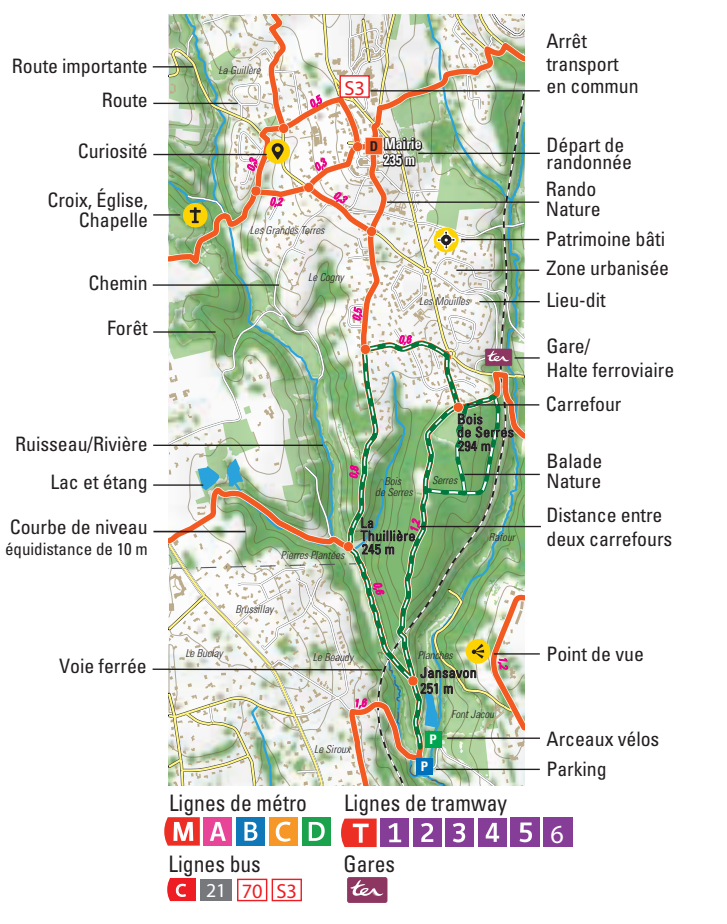 Route importante
Route
Curiosité
Croix, Église,
Chapelle
Chemin
Forêt
Ruisseau/Rivière
Lac et étang
Courbe de niveau
équidistance de 10 m
Voie ferrée
La Guillère
S3
0,5
D Mairie
235 m
0,3
0,3
0,2
0,3
Les Grandes Terres
Le Cogny
Les Mouilles
0,5
0,6
ter
Bois
de Serres
294 m
0,8
Bois
de Serres
Serres
1,2
La
Thuillière
245 m
Rafour
Pierres Plantées
0,6
Brussillay
Le Buclay
Le Beaudy
Planches
Jansavon
251 m
1,2
1,6
Font Jacou
Le Siroux
P
P
Arrêt
transport
en commun
Départ de
randonnée
Rando
Nature
Patrimoine bâti
Zone urbanisée
Lieu-dit
Gare/
Halte ferroviaire
Carrefour
Balade
Nature
Distance entre
deux carrefours
Point de vue
Arceaux vélos
Parking
Lignes de métro
M A B C D
Lignes de tramway
T 1 2 3 4 5 6
Lignes bus
C 21 70 S3
Gares
ter